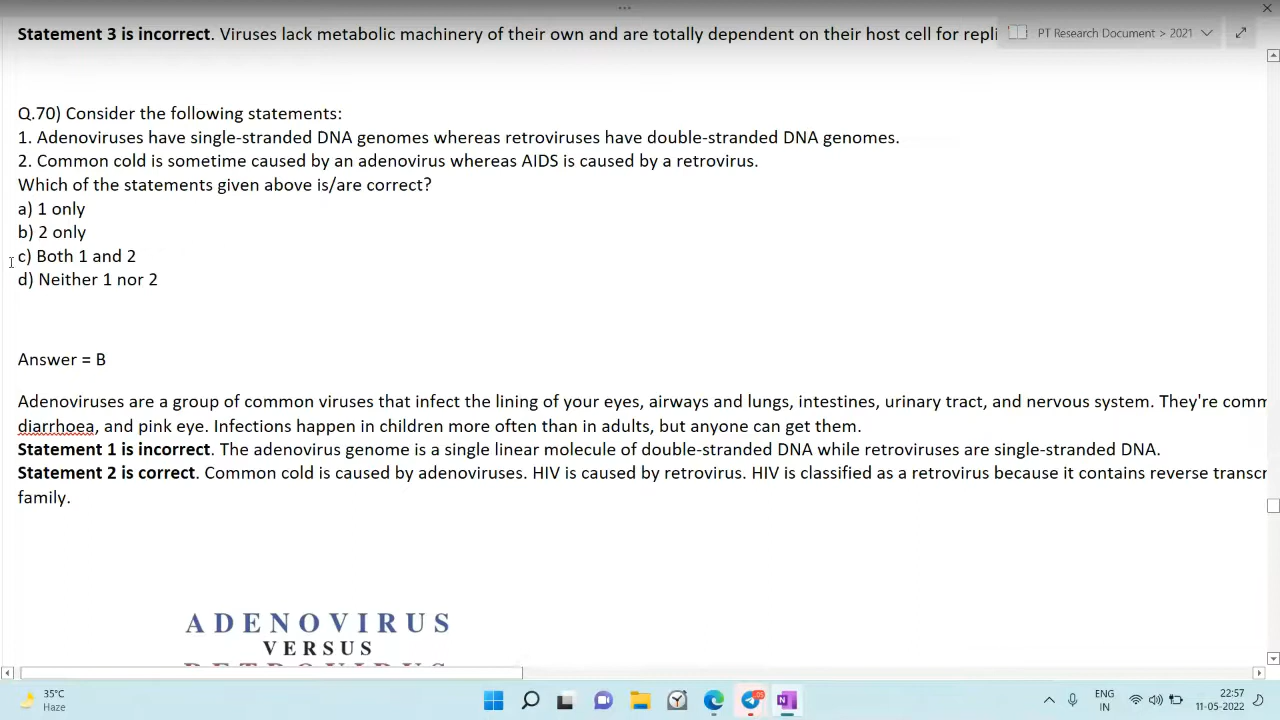 Statement 3 is incorrect. Viruses lack metabolic machinery of their own and are totally dependent on their host cell for repli
PT Research Document > 2021
Q.70) Consider the following statements:
1. Adenoviruses have single-stranded DNA genomes whereas retroviruses have double-stranded DNA genomes.
2. Common cold is sometime caused by an adenovirus whereas AIDS is caused by a retrovirus.
Which of the statements given above is/are correct?
a) 1 only
b) 2 only
c) Both 1 and 2
d) Neither 1 nor 2
Answer = B
Adenoviruses are a group of common viruses that infect the lining of your eyes, airways and lungs, intestines, urinary tract, and nervous system. They're comm
diarrhoea, and pink eye. Infections happen in children more often than in adults, but anyone can get them.
Statement 1 is incorrect. The adenovirus genome is a single linear molecule of double-stranded DNA while retroviruses are single-stranded DNA.
Statement 2 is correct. Common cold is caused by adenoviruses. HIV is caused by retrovirus. HIV is classified as a retrovirus because it contains reverse transcr
family.
ADENOVIRUS
VERSUS
RETROVIRUS
35°C
Haze
05
ENG
IN
22:57
11-05-2022